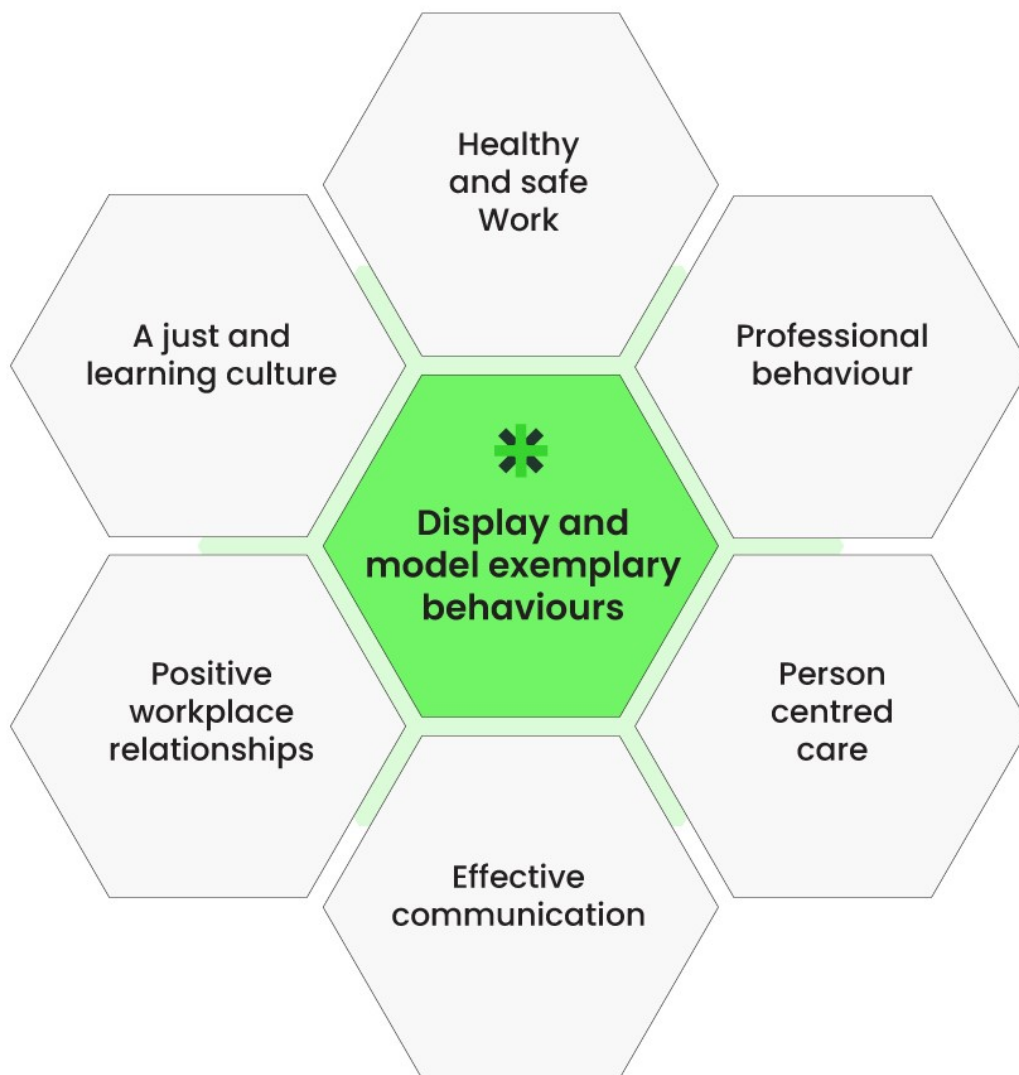 Healthy
and safe
Work
A just and
learning culture
Professional
behaviour
Display and
model exemplary
behaviours
Positive
workplace
relationships
Person
centred
care
Effective
communication